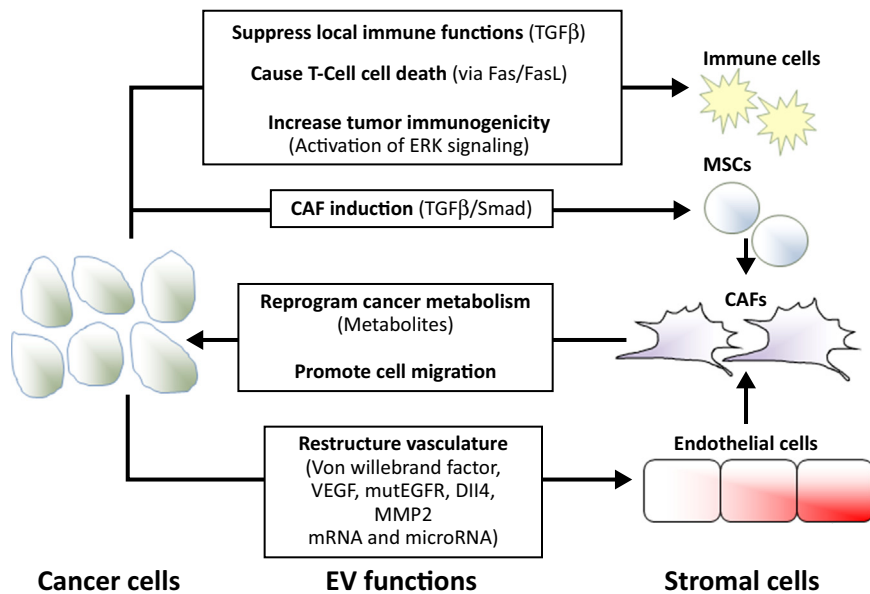 Suppress local immune functions (TGFβ)
Cause T-Cell cell death (via Fas/FasL)
Increase tumor immunogenicity
(Activation of ERK signaling)
Immune cells
MSCs
CAF induction (TGFβ/Smad)
CAFs
Reprogram cancer metabolism
(Metabolites)
Promote cell migration
Endothelial cells
Restructure vasculature
(Von willebrand factor,
VEGF, mutEGFR, DII4,
MMP2
mRNA and microRNA)
Cancer cells
EV functions
Stromal cells